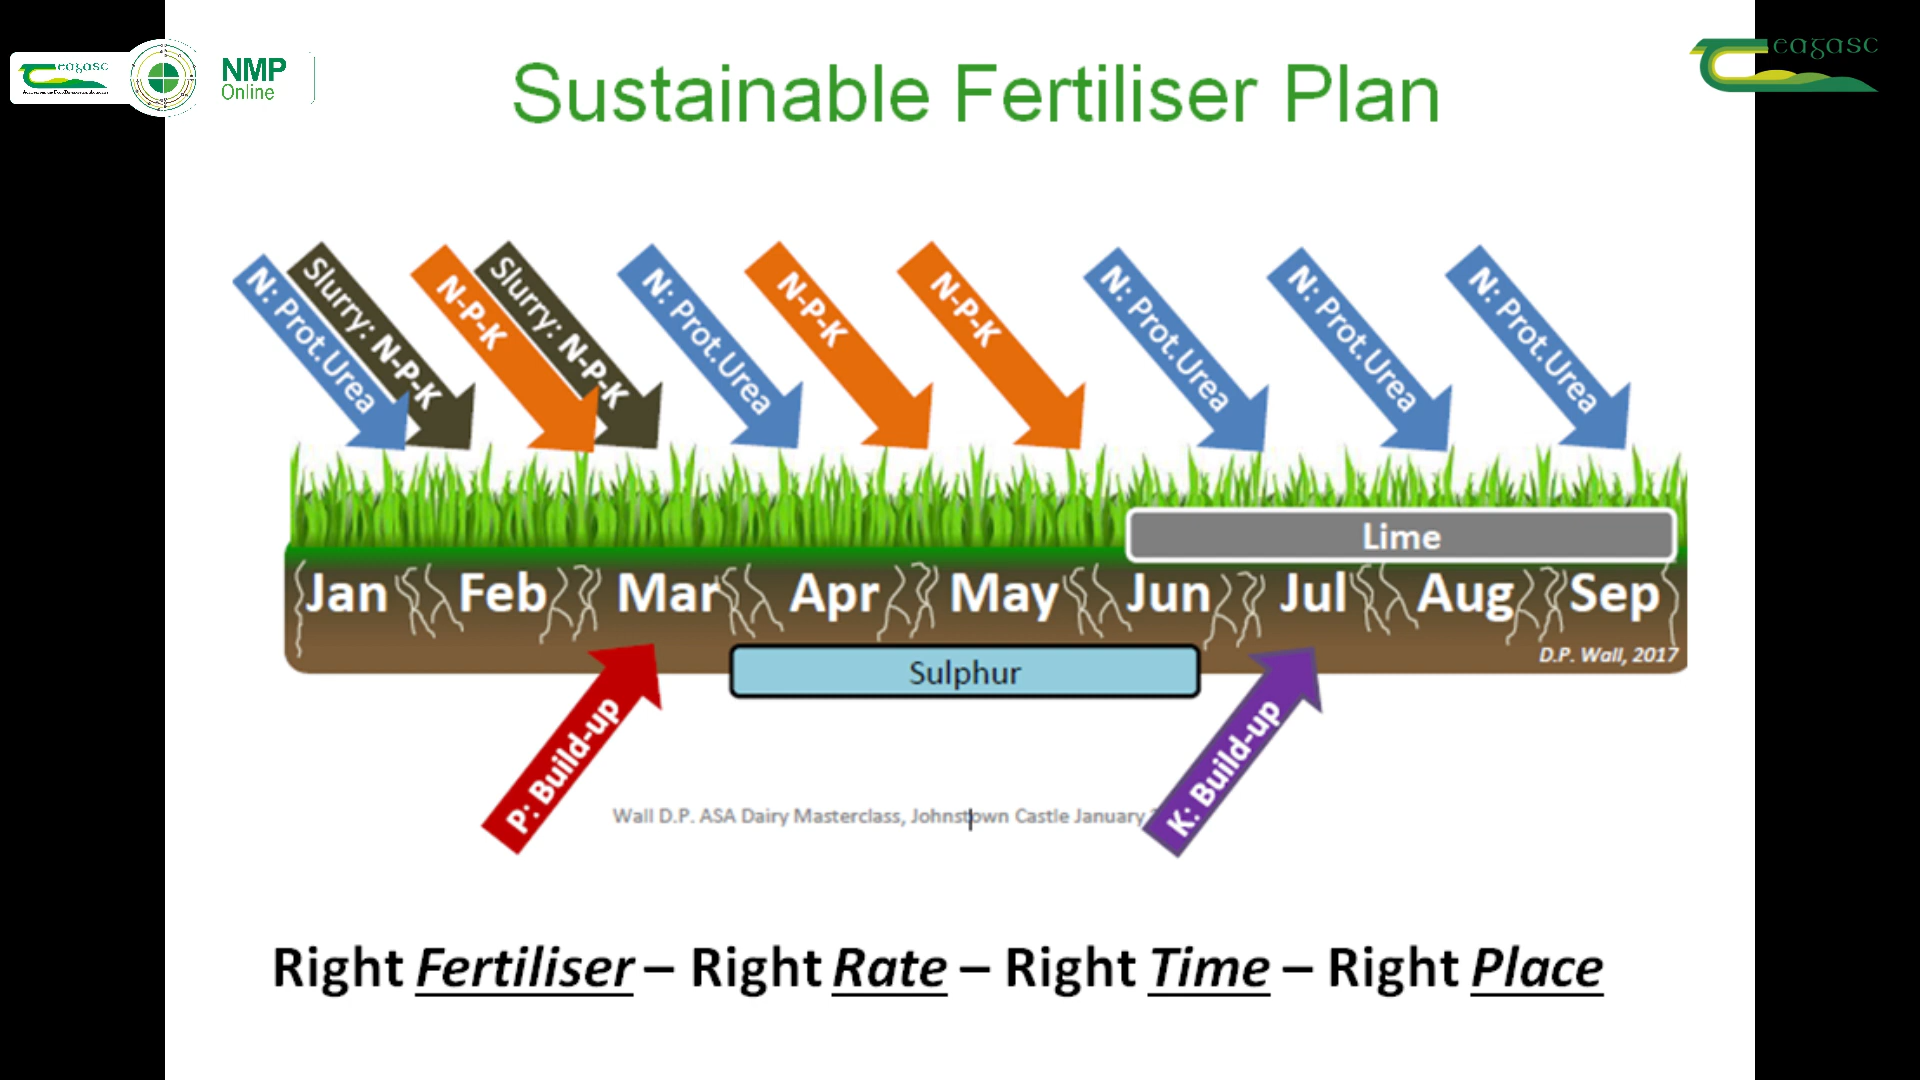 eagasc
NMP
Online
Sustainable Fertiliser Plan
eagasc
N: Prot.Urea
Slurry: N-P-K
N-P-K
Slurry: N-P-K
N: Prot.Urea
N-P-K
N-P-K
N: Prot.Urea
N: Prot.Urea
N: Prot.Urea
Lime
Jan Feb Mar Apr May Jun Jul Aug Sep
D.P. Wall, 2017
Sulphur
P: Build-up
K: Build-up
Wall D.P. ASA Dairy Masterclass, Johnstown Castle January
Right Fertiliser – Right Rate – Right Time – Right Place